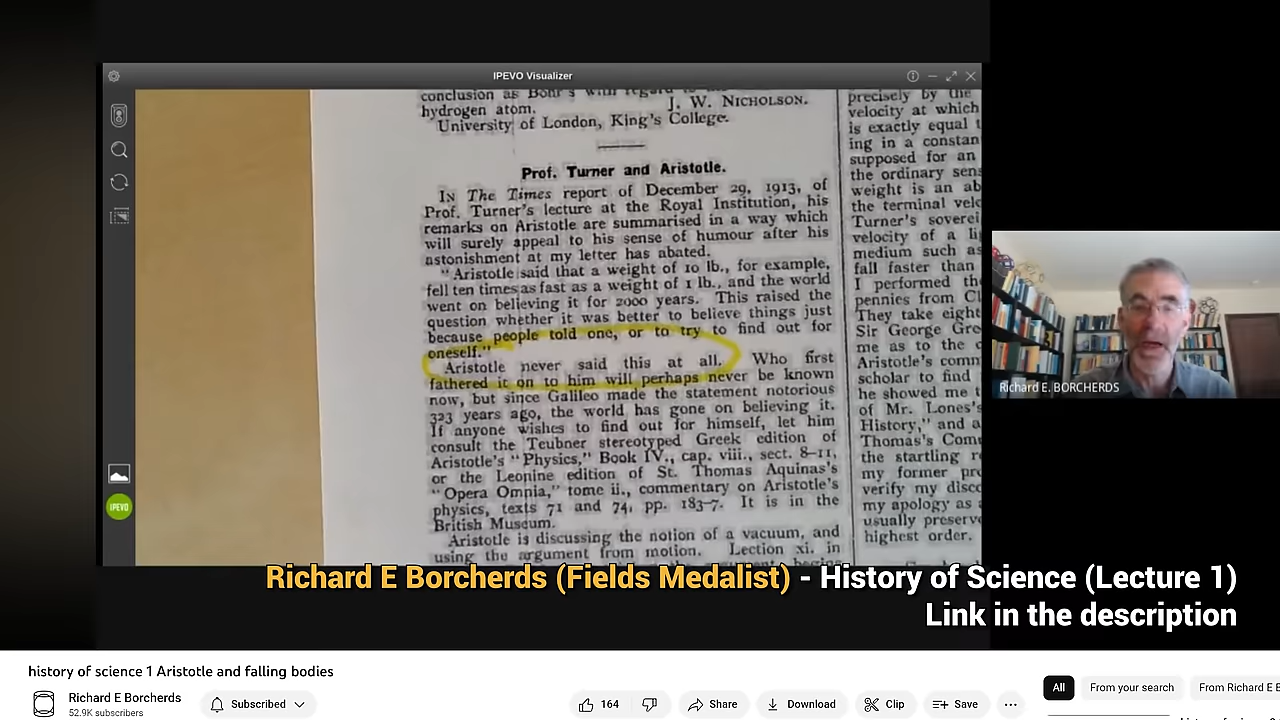 IPEVO Visualizer
conclusion as Bohr's with regard to the
hydrogen atom.
J. W. NICHOLSON.
University of London, King's College.
Prof. Turner and Aristotle.
IN The Times report of December 29, 1913, of
Prof. Turner's lecture at the Royal Institution, his
remarks on Aristotle are summarised in a way which
will surely appeal to his sense of humour after his
astonishment at my letter has abated.
"Aristotle said that a weight of 10 lb., for example,
fell ten times as fast as a weight of 1 lb., and the world
went on believing it for 2000 years. This raised the
question whether it was better to believe things just
because people told one, or to try to find out for
oneself."
Aristotle never said this at all. Who first
fathered it on to him will perhaps never be known
now, but since Galileo made the statement notorious
323 years ago, the world has gone on believing it.
If anyone wishes to find out for himself, let him
consult the Teubner stereotyped Greek edition of
Aristotle's "Physics," Book IV., cap. viii., sect. 8-11,
or the Leonine edition of St. Thomas Aquinas's
"Opera Omnia," tome ii., commentary on Aristotle's
physics, texts 71 and 74, pp. 183-7. It is in the
British Museum.
Aristotle is discussing the notion of a vacuum, and
using the argument from motion. Lection xi. in
precisely by the
velocity at which
is exactly equal t
ing in a constan
supposed for an
the ordinary sens
weight is an ab
the terminal velc
Turner's soverei
velocity of a li
medium such as
fall faster than
I performed the
pennies from Cl
They take eight
Sir George Gre
me as to the c
Aristotle's comm
scholar to find
he showed me t
of Mr. Lones's
History," and a
Thomas's Com
the startling r
my former pr
verify my disc
my apology as
usually preserv
highest order.
IPEVO
Richard E. BORCHERDS
Richard E Borcherds (Fields Medalist) - History of Science (Lecture 1)
Link in the description
history of science 1 Aristotle and falling bodies
Richard E Borcherds
52.9K subscribers
Subscribed
164
Share
Download
Clip
Save
All
From your search
From Richard E B